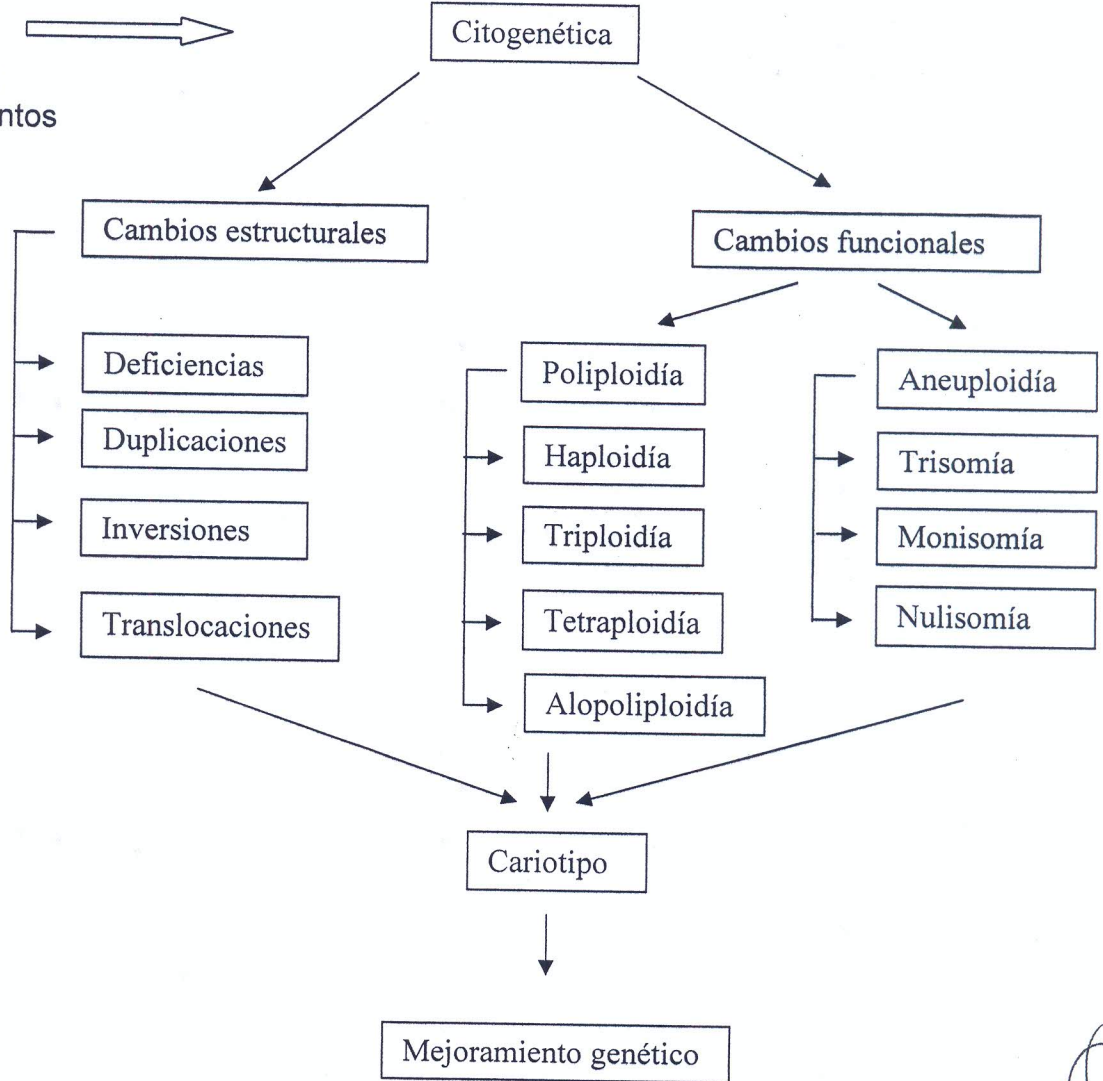 Citogenética
ntos
Cambios estructurales
Cambios funcionales
Deficiencias
Duplicaciones
Inversiones
Translocaciones
Poliploidía
Haploidía
Triploidía
Tetraploidía
Alopoliploidía
Aneuploidía
Trisomía
Monisomía
Nulisomía
Cariotipo
Mejoramiento genético